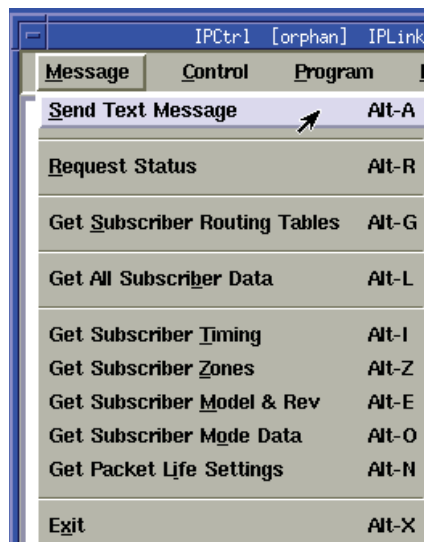 IPCtrl [orphan] IPLink
Message Control Program
Send Text Message Alt-A
Request Status Alt-R
Get Subscriber Routing Tables Alt-G
Get All Subscriber Data Alt-L
Get Subscriber Timing Alt-I
Get Subscriber Zones Alt-Z
Get Subscriber Model & Rev Alt-E
Get Subscriber Mode Data Alt-O
Get Packet Life Settings Alt-N
Exit Alt-X